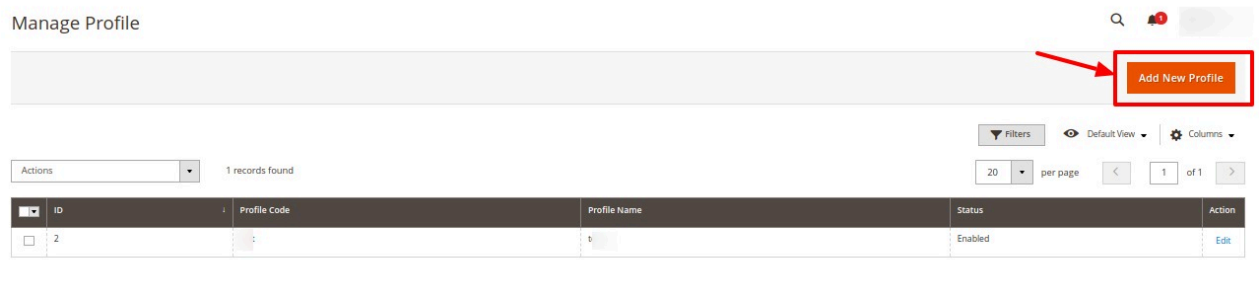 Manage Profile
1
Add New Profile
Filters
Default View
Columns
Actions
1 records found
20
per page
1
of 1
ID
Profile Code
Profile Name
Status
Action
2
Enabled
Edit